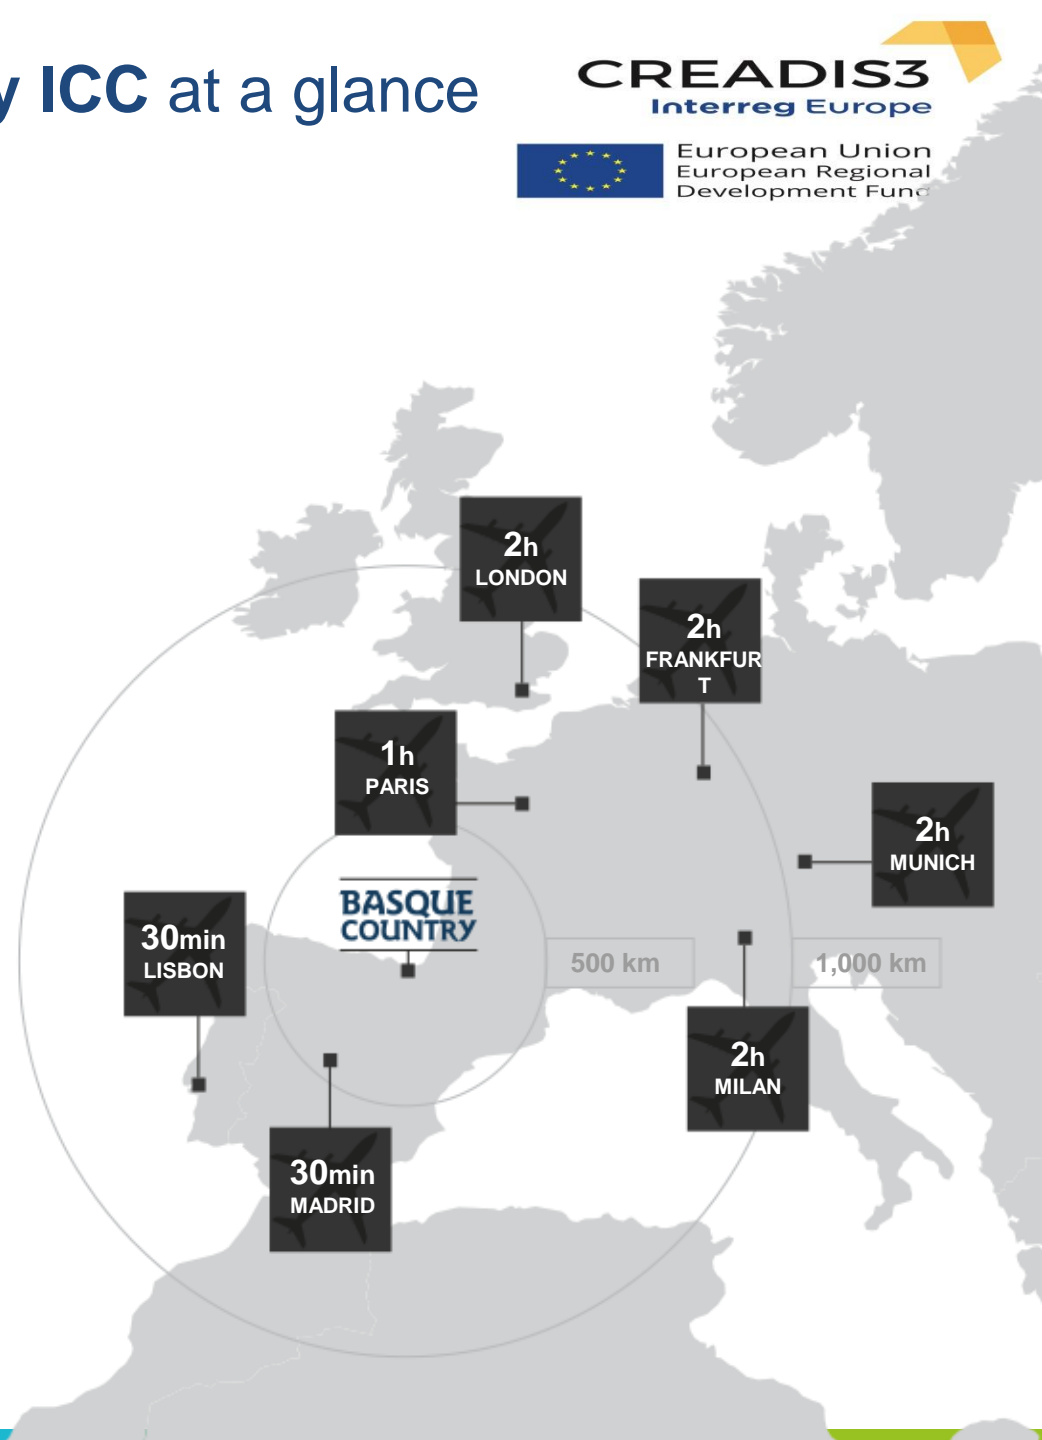 y ICC at a glance
CREADIS3
Interreg Europe
European Union
European Regional
Development Fund
2h
LONDON
2h
FRANKFUR
T
1h
PARIS
2h
MUNICH
BASQUE
COUNTRY
30min
LISBON
500 km
1,000 km
2h
MILAN
30min
MADRID